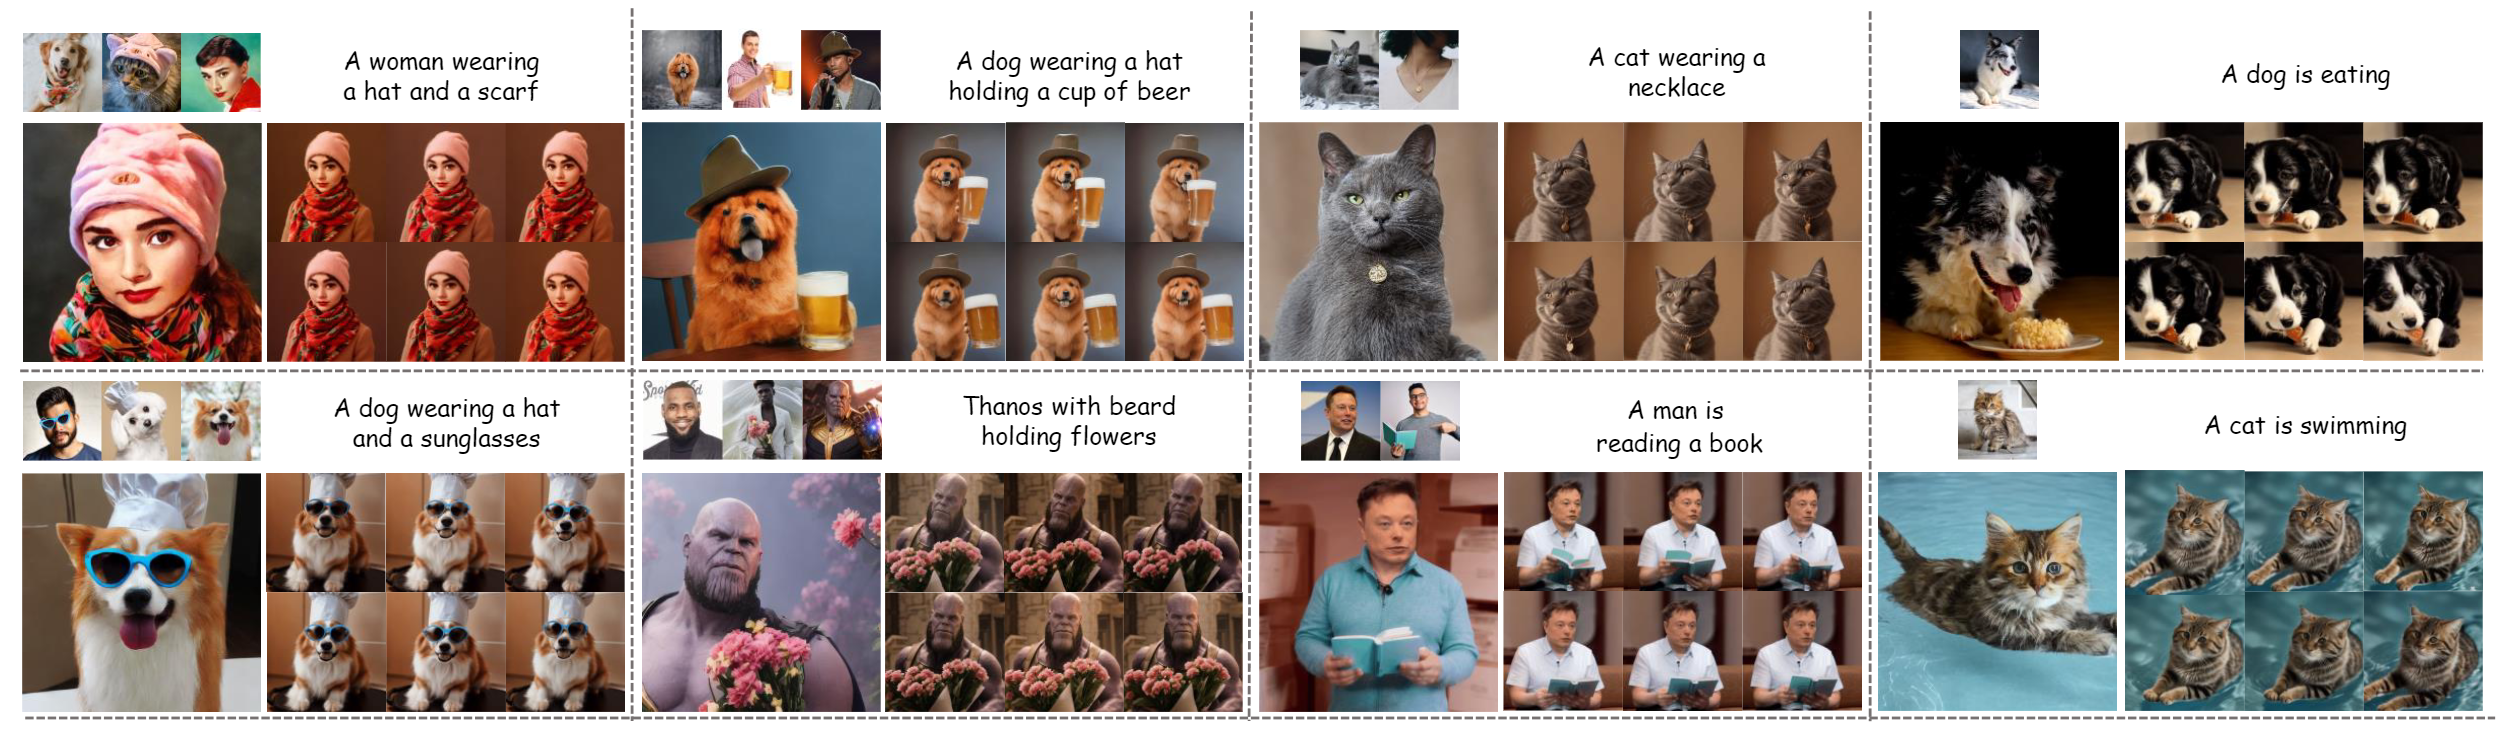 A woman wearing
a hat and a scarf
A dog wearing a hat
holding a cup of beer
A cat wearing a
necklace
A dog is eating
A dog wearing a hat
and a sunglasses
Thanos with beard
holding flowers
A man is
reading a book
A cat is swimming